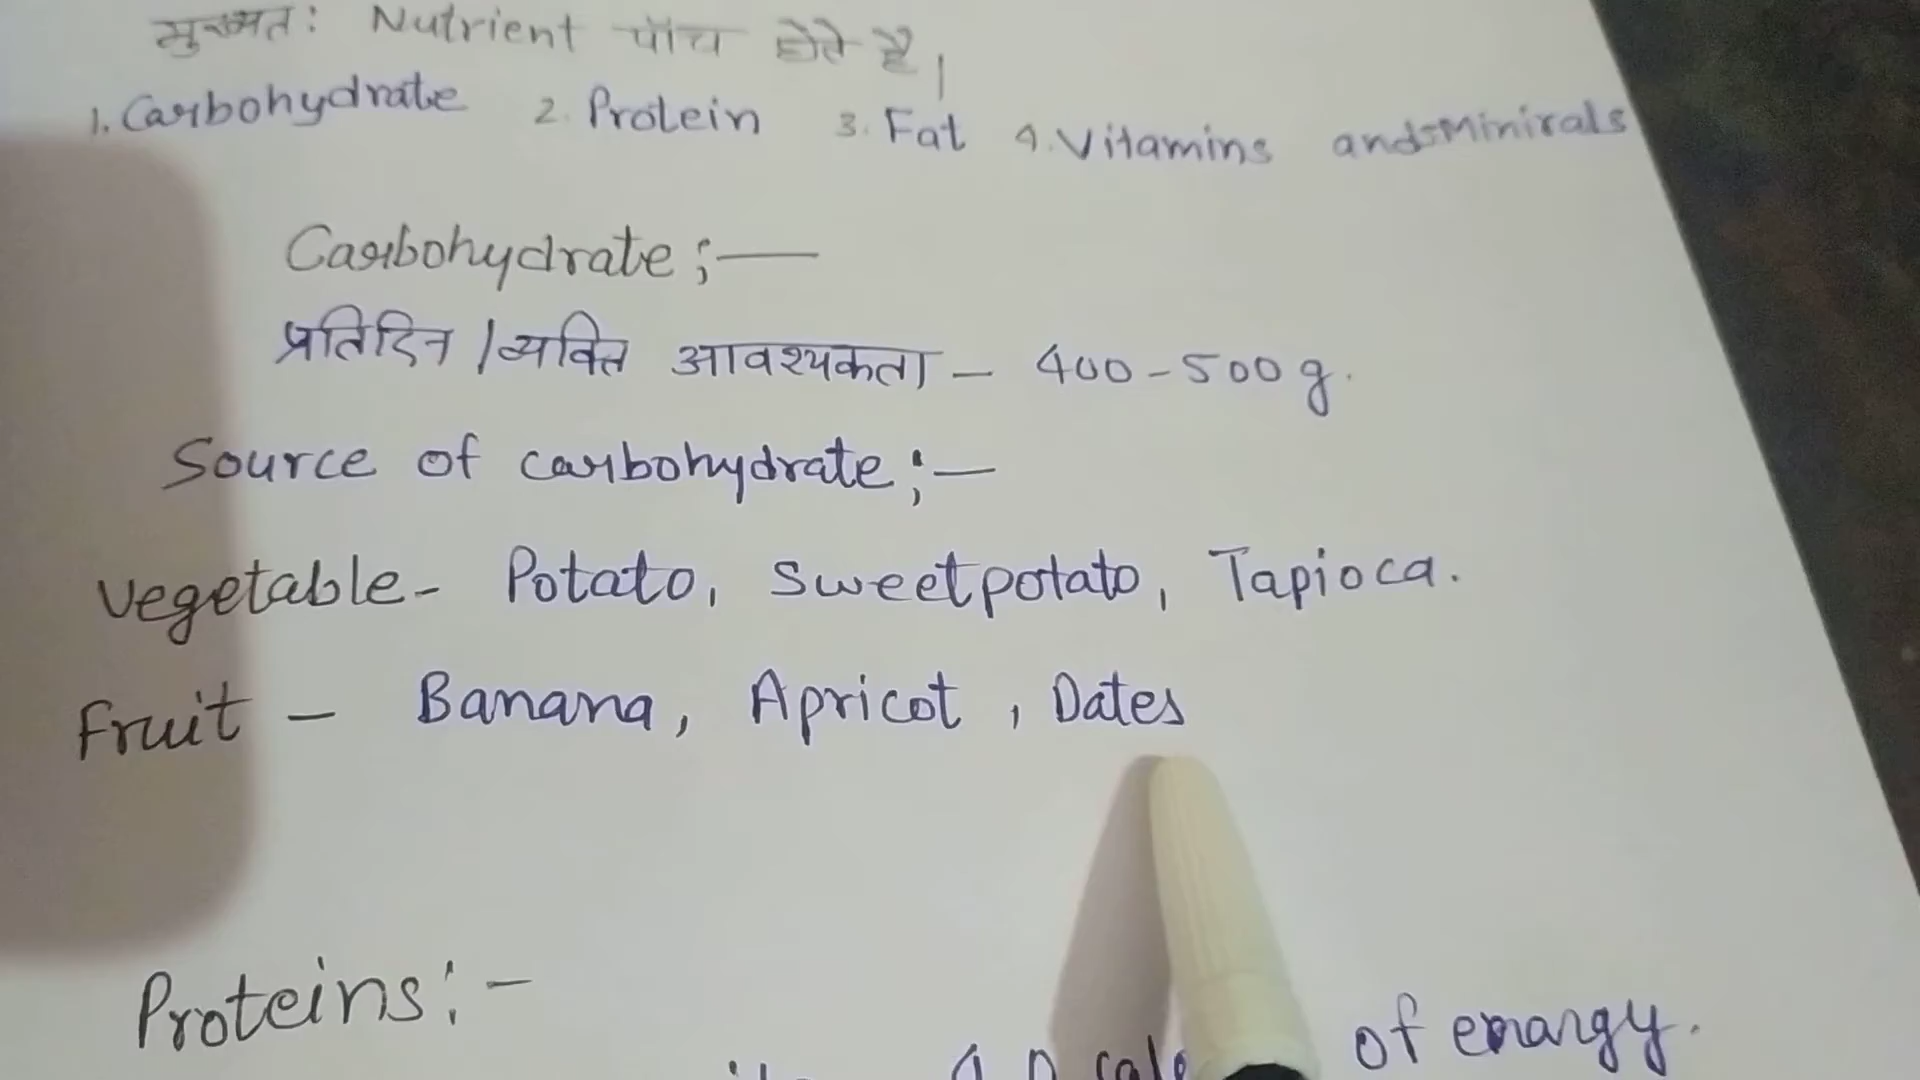 मुख्यतः Nutrient पांच होते है।
1. Carbohydrate 2. Protein 3. Fat 4. Vitamins and 5 Minirals
Carbohydrate ;—
प्रतिदिन / व्यक्ति आवश्यकता – 400-500g.
Source of carbohydrate ;—
Vegetable- Potato, Sweetpotato, Tapioca.
Fruit – Banana, Apricot, Dates
Proteins:-
of enargy.